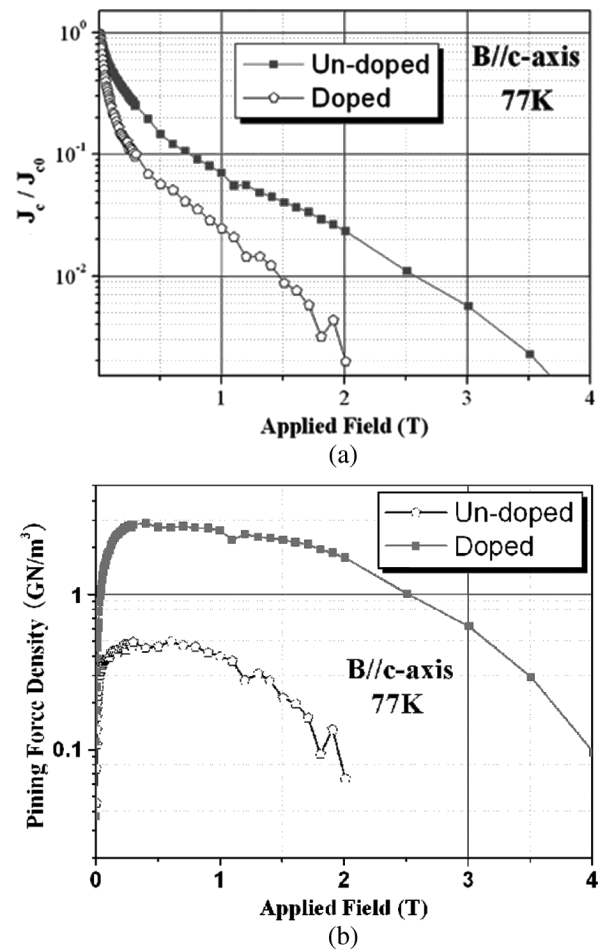 10⁰
10⁻¹
10⁻²
J_c / J_c0
Un-doped
Doped
B//c-axis
77K
1
2
3
4
Applied Field (T)
(a)
1
0.1
Pining Force Density (GN/m³)
Un-doped
Doped
B//c-axis
77K
0
1
2
3
4
Applied Field (T)
(b)